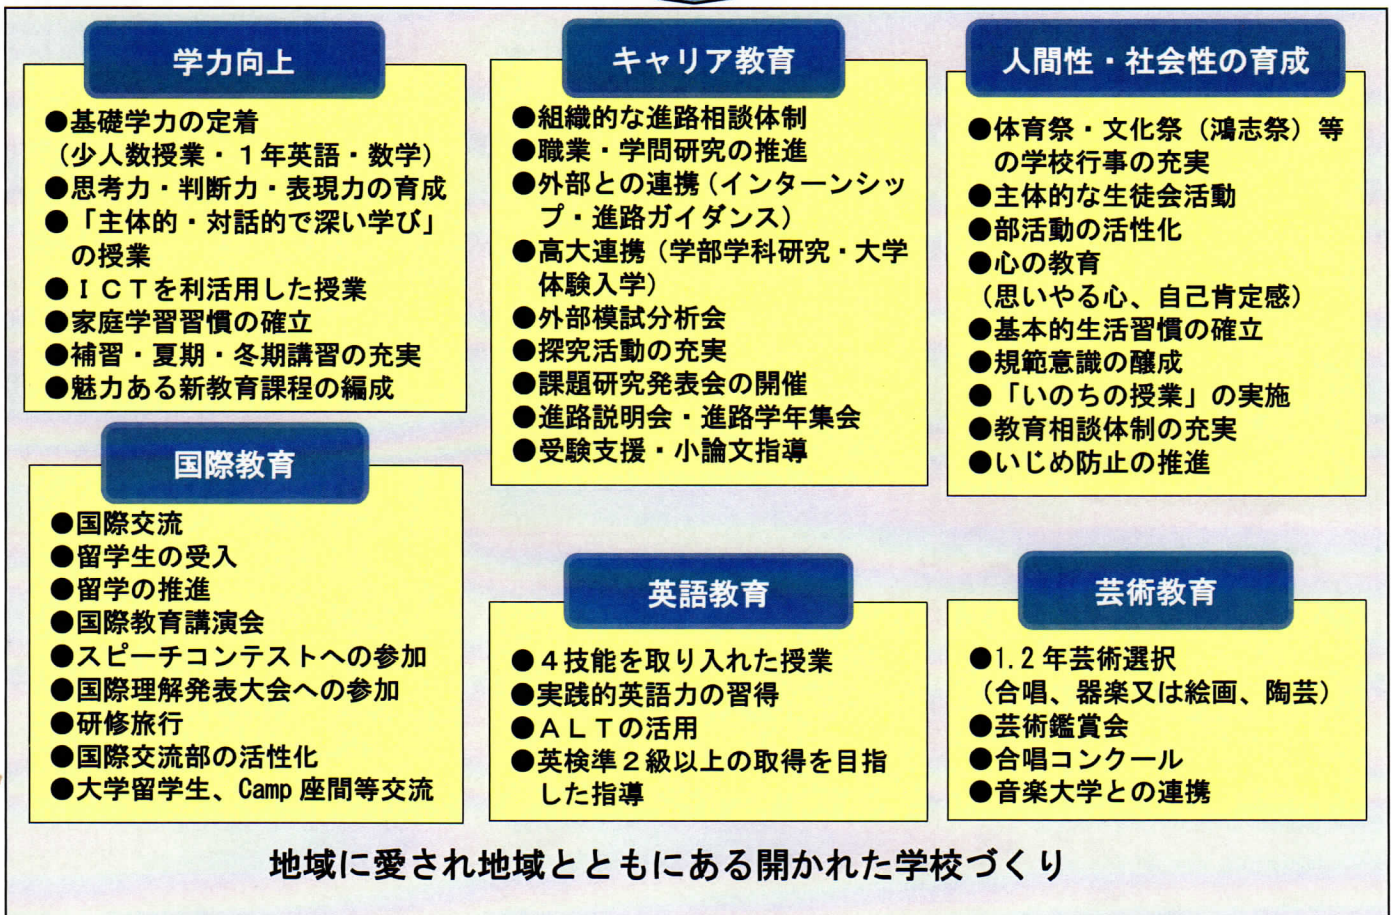 学力向上
●基礎学力の定着
（少人数授業・１年英語・数学）
●思考力・判断力・表現力の育成
●「主体的・対話的で深い学び」
の授業
●ＩＣＴを利活用した授業
●家庭学習習慣の確立
●補習・夏期・冬期講習の充実
●魅力ある新教育課程の編成
キャリア教育
●組織的な進路相談体制
●職業・学問研究の推進
●外部との連携（インターンシッ
プ・進路ガイダンス）
●高大連携（学部学科研究・大学
体験入学）
●外部模試分析会
●探究活動の充実
●課題研究発表会の開催
●進路説明会・進路学年集会
●受験支援・小論文指導
人間性・社会性の育成
●体育祭・文化祭（鴻志祭）等
の学校行事の充実
●主体的な生徒会活動
●部活動の活性化
●心の教育
（思いやる心、自己肯定感）
●基本的生活習慣の確立
●規範意識の醸成
●「いのちの授業」の実施
●教育相談体制の充実
●いじめ防止の推進
国際教育
●国際交流
●留学生の受入
●留学の推進
●国際教育講演会
●スピーチコンテストへの参加
●国際理解発表大会への参加
●研修旅行
●国際交流部の活性化
●大学留学生、Camp 座間等交流
英語教育
●４技能を取り入れた授業
●実践的英語力の習得
●ＡＬＴの活用
●英検準２級以上の取得を目指
した指導
芸術教育
●1.2年芸術選択
（合唱、器楽又は絵画、陶芸）
●芸術鑑賞会
●合唱コンクール
●音楽大学との連携
地域に愛され地域とともにある開かれた学校づくり